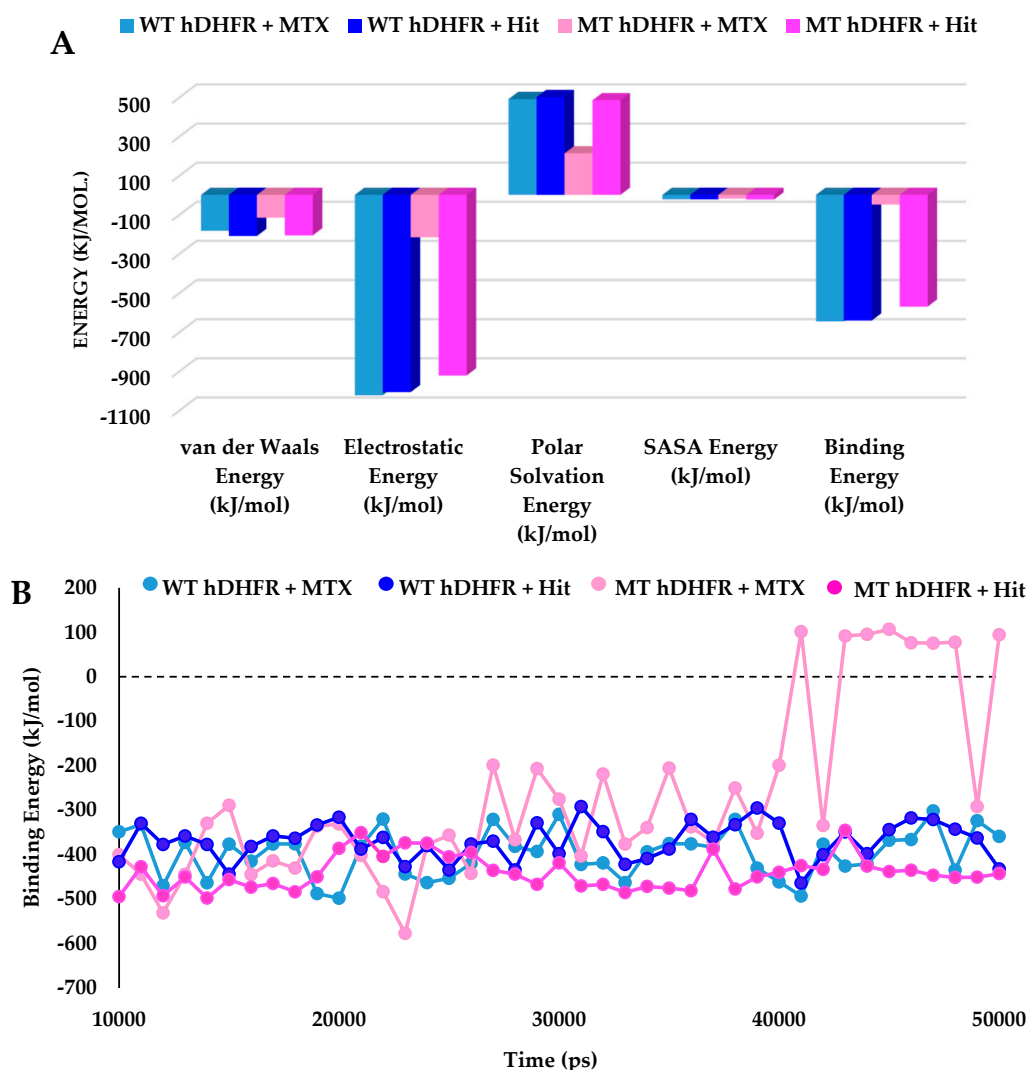 A
WT hDHFR + MTX WT hDHFR + Hit MT hDHFR + MTX MT hDHFR + Hit
ENERGY (KJ/MOL.)
500
300
100
-100
-300
-500
-700
-900
-1100
van der Waals Energy (kJ/mol)
Electrostatic Energy (kJ/mol)
Polar Solvation Energy (kJ/mol)
SASA Energy (kJ/mol)
Binding Energy (kJ/mol)
B
WT hDHFR + MTX WT hDHFR + Hit MT hDHFR + MTX MT hDHFR + Hit
Binding Energy (kJ/mol)
200
100
0
-100
-200
-300
-400
-500
-600
-700
10000 20000 30000 40000 50000
Time (ps)